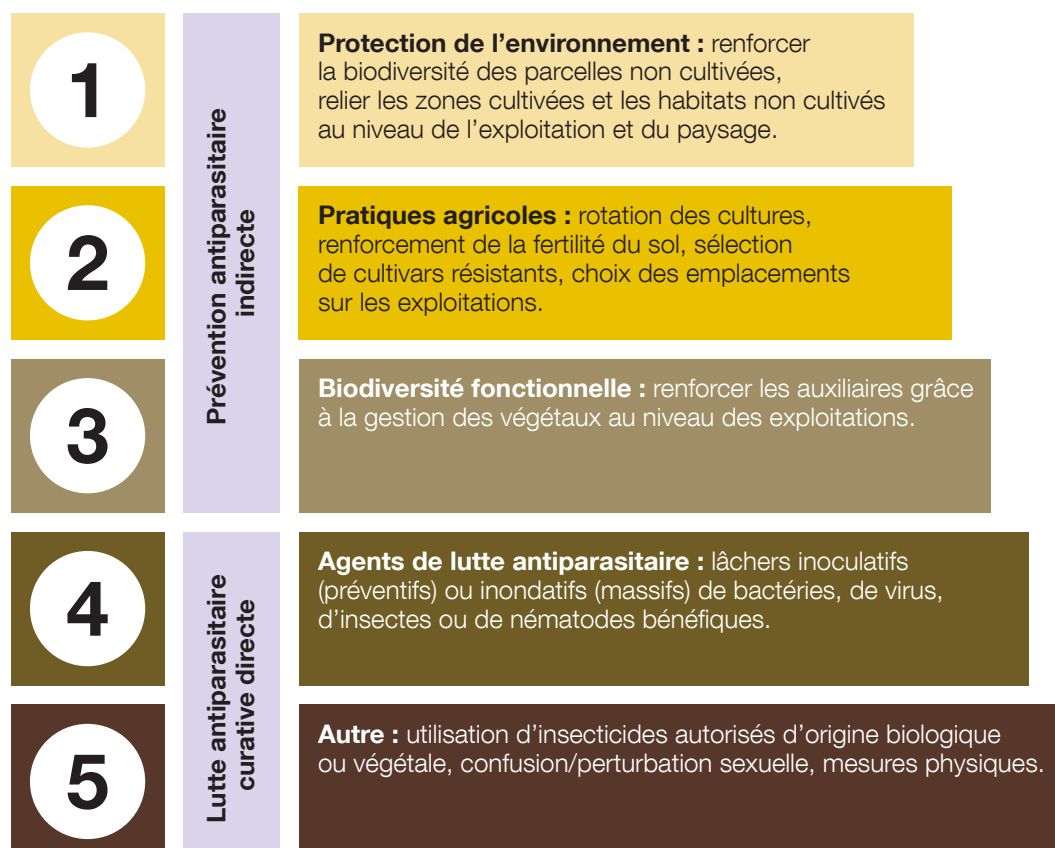 1
Prévention antiparasitaire
indirecte
Protection de l’environnement : renforcer
la biodiversité des parcelles non cultivées,
relier les zones cultivées et les habitats non cultivés
au niveau de l’exploitation et du paysage.
2
Pratiques agricoles : rotation des cultures,
renforcement de la fertilité du sol, sélection
de cultivars résistants, choix des emplacements
sur les exploitations.
3
Biodiversité fonctionnelle : renforcer les auxiliaires grâce
à la gestion des végétaux au niveau des exploitations.
4
Lutte antiparasitaire
curative directe
Agents de lutte antiparasitaire : lâchers inoculatifs
(préventifs) ou inondatifs (massifs) de bactéries, de virus,
d’insectes ou de nématodes bénéfiques.
5
Autre : utilisation d’insecticides autorisés d’origine biologique
ou végétale, confusion/perturbation sexuelle, mesures physiques.